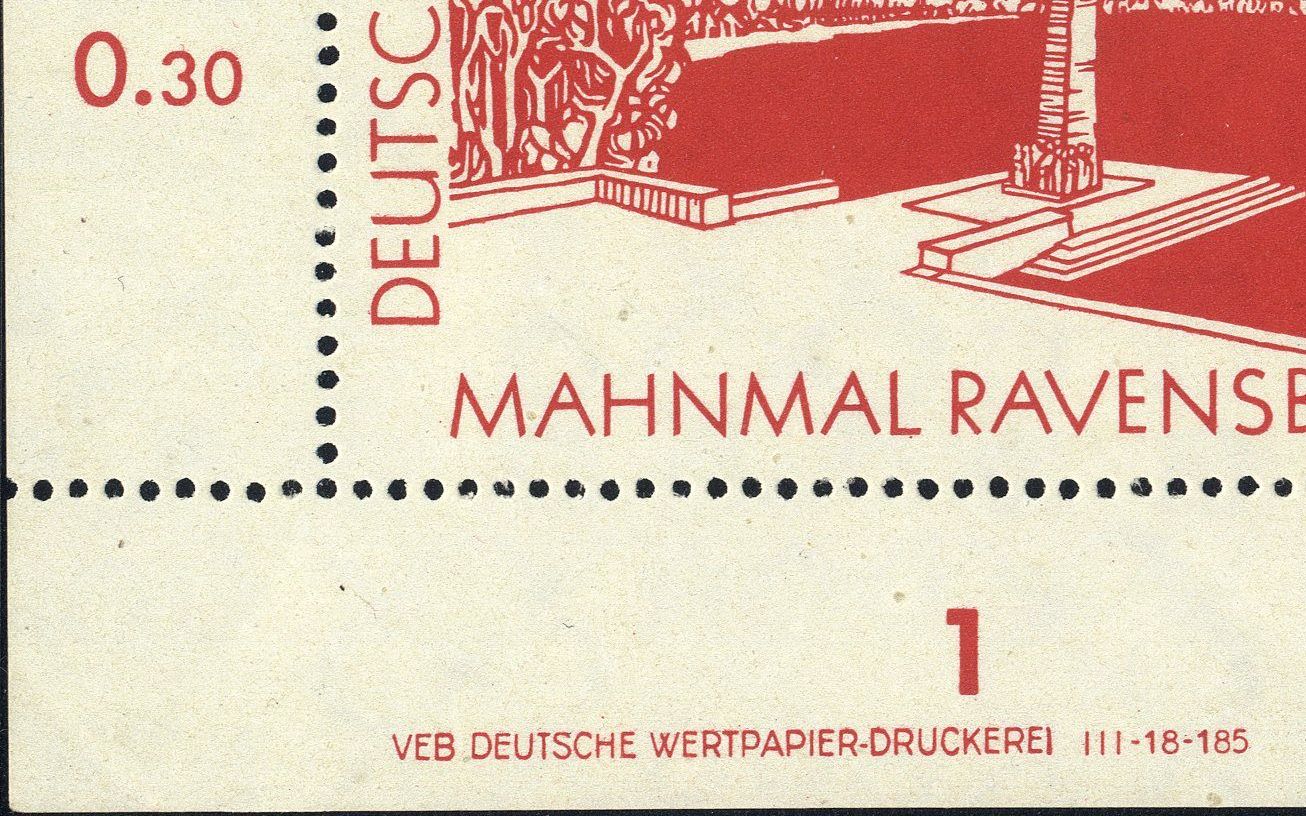 0.30
DEUTSC
MAHNMAL RAVENSB
1
VEB DEUTSCHE WERTPAPIER-DRUCKEREI III-18-185